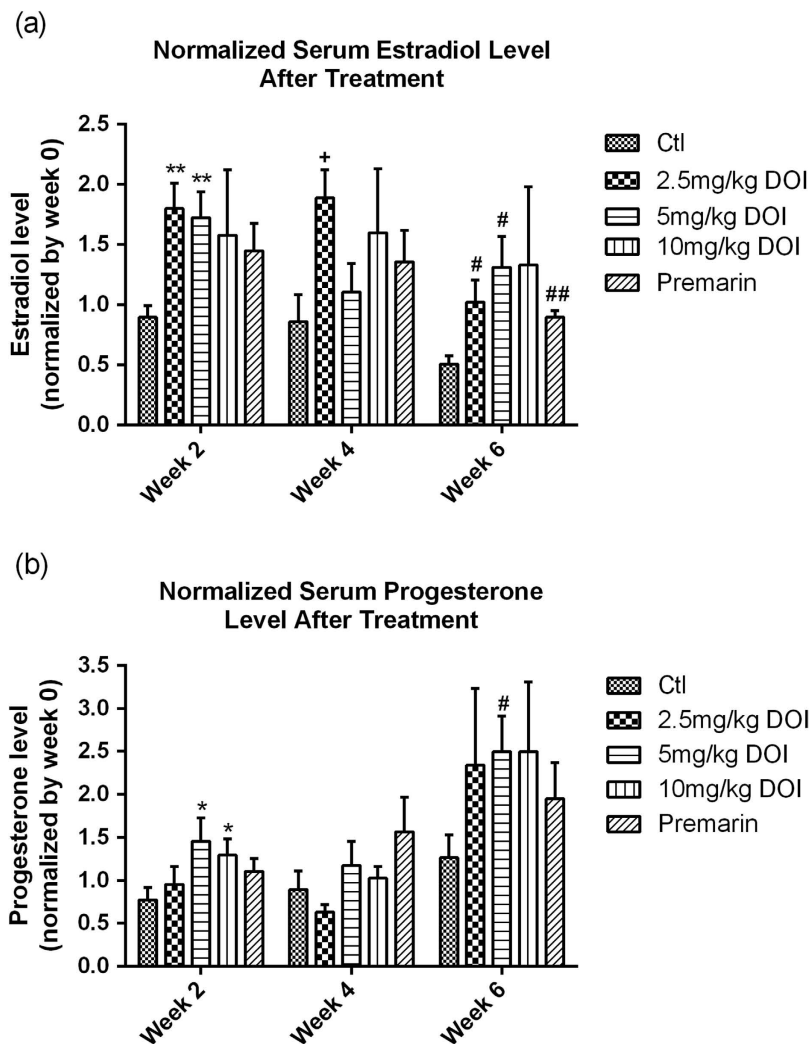 (a)
Normalized Serum Estradiol Level
After Treatment
Estradiol level
(normalized by week 0)
2.5
2.0
1.5
1.0
0.5
0.0
** ** + # # ##
Week 2 Week 4 Week 6
Ctl
2.5mg/kg DOI
5mg/kg DOI
10mg/kg DOI
Premarin
(b)
Normalized Serum Progesterone
Level After Treatment
Progesterone level
(normalized by week 0)
3.5
3.0
2.5
2.0
1.5
1.0
0.5
0.0
* * #
Week 2 Week 4 Week 6
Ctl
2.5mg/kg DOI
5mg/kg DOI
10mg/kg DOI
Premarin